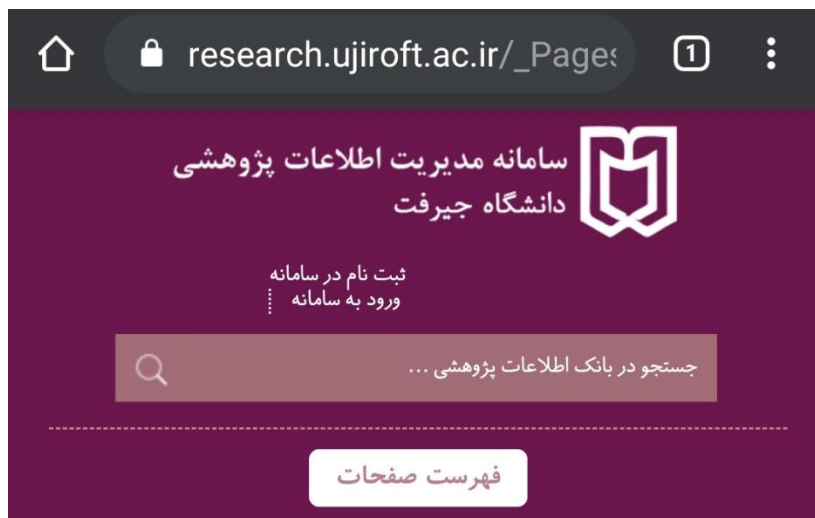 research.ujiroft.ac.ir/_Pages
1
سامانه مدیریت اطلاعات پژوهشی
دانشگاه جیرفت
ثبت نام در سامانه
ورود به سامانه
جستجو در بانک اطلاعات پژوهشی ...
فهرست صفحات